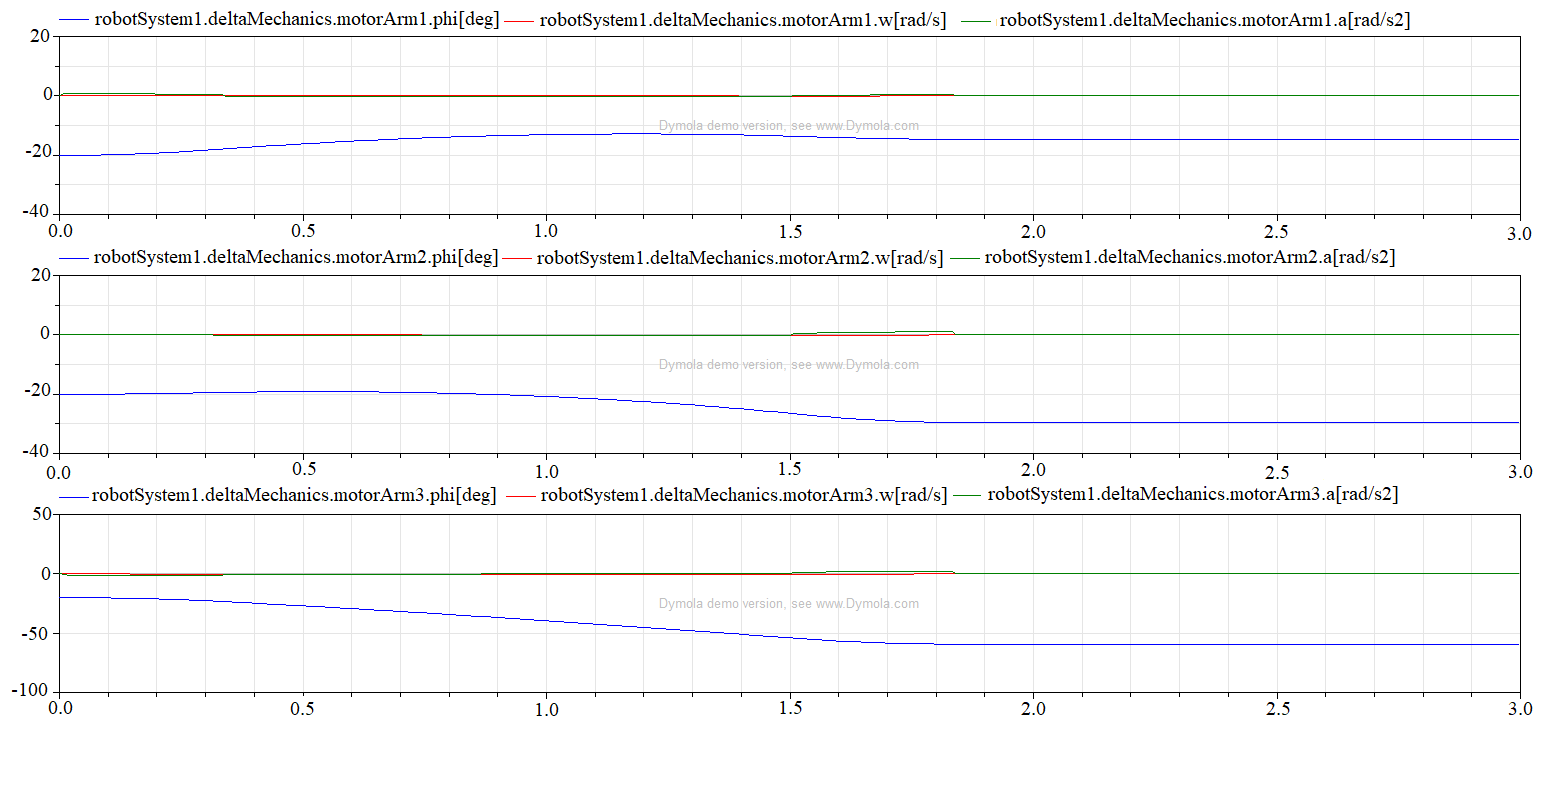 robotSystem1.deltaMechanics.motorArm1.phi[deg] robotSystem1.deltaMechanics.motorArm1.w[rad/s] robotSystem1.deltaMechanics.motorArm1.a[rad/s2]
20
0
Dymola demo version, see www.Dymola.com
-20
-40
0.0 0.5 1.0 1.5 2.0 2.5 3.0
robotSystem1.deltaMechanics.motorArm2.phi[deg] robotSystem1.deltaMechanics.motorArm2.w[rad/s] robotSystem1.deltaMechanics.motorArm2.a[rad/s2]
20
0
Dymola demo version, see www.Dymola.com
-20
-40
0.0 0.5 1.0 1.5 2.0 2.5 3.0
robotSystem1.deltaMechanics.motorArm3.phi[deg] robotSystem1.deltaMechanics.motorArm3.w[rad/s] robotSystem1.deltaMechanics.motorArm3.a[rad/s2]
50
0
Dymola demo version, see www.Dymola.com
-50
-100
0.0 0.5 1.0 1.5 2.0 2.5 3.0